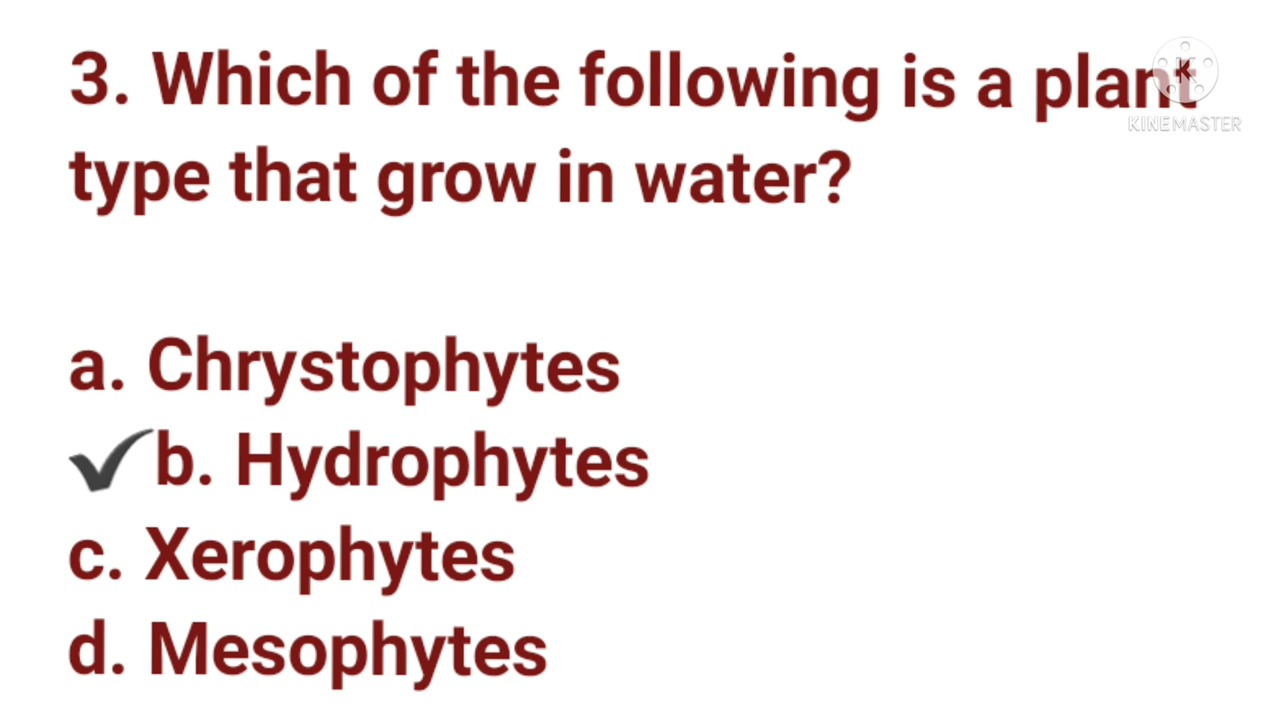 3. Which of the following is a plant
KINEMASTER
type that grow in water?
a. Chrystophytes
✔b. Hydrophytes
c. Xerophytes
d. Mesophytes